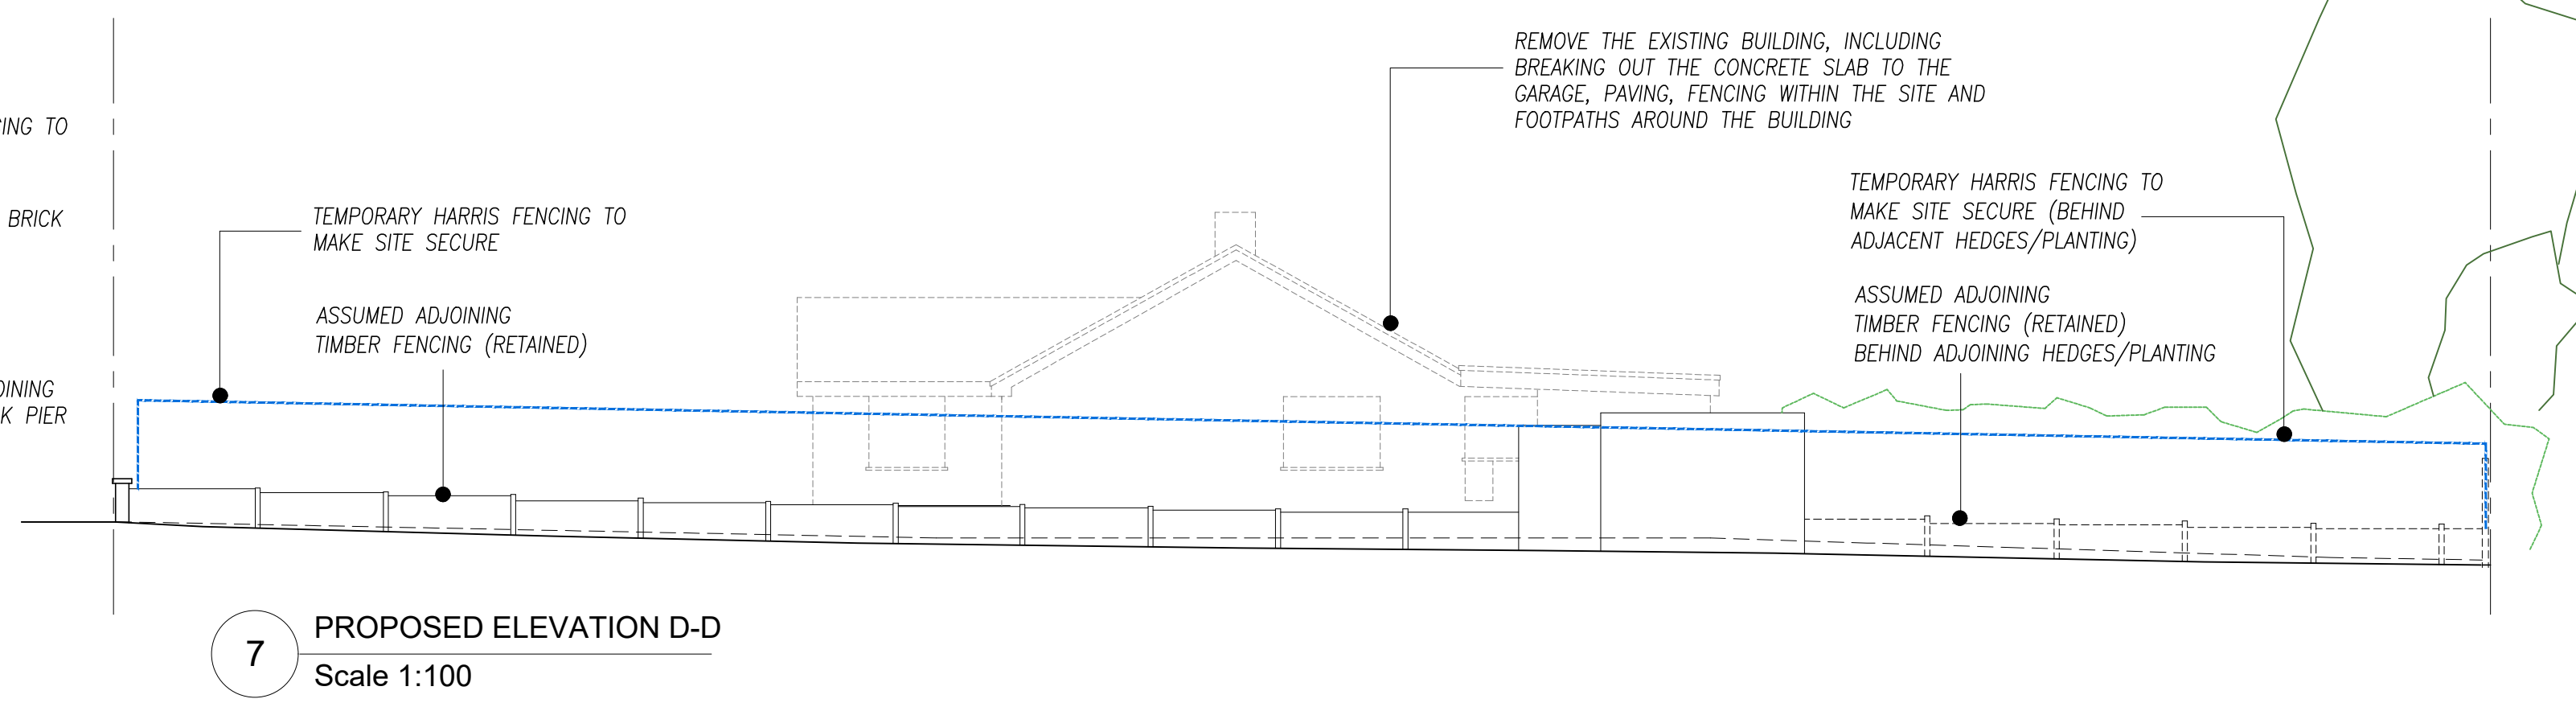 REMOVE THE EXISTING BUILDING, INCLUDING
BREAKING OUT THE CONCRETE SLAB TO THE
GARAGE, PAVING, FENCING WITHIN THE SITE AND
FOOTPATHS AROUND THE BUILDING
TO
BRICK
PIER
TEMPORARY HARRIS FENCING TO
MAKE SITE SECURE
ASSUMED ADJOINING
TIMBER FENCING (RETAINED)
TEMPORARY HARRIS FENCING TO
MAKE SITE SECURE (BEHIND
ADJACENT HEDGES/PLANTING)
ASSUMED ADJOINING
TIMBER FENCING (RETAINED)
BEHIND ADJOINING HEDGES/PLANTING
7
PROPOSED ELEVATION D-D
Scale 1:100